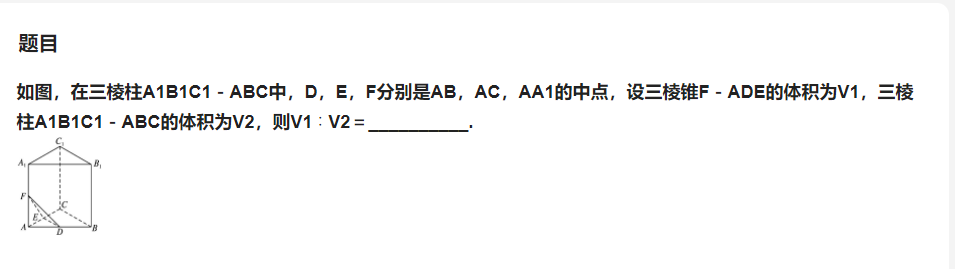 题目
如图，在三棱柱A1B1C1 - ABC中，D，E，F分别是AB，AC，AA1的中点，设三棱锥F - ADE的体积为V1，三棱
柱A1B1C1 - ABC的体积为V2，则V1∶V2＝__________.
C₁
A₁ B₁
F
C
E
A D B